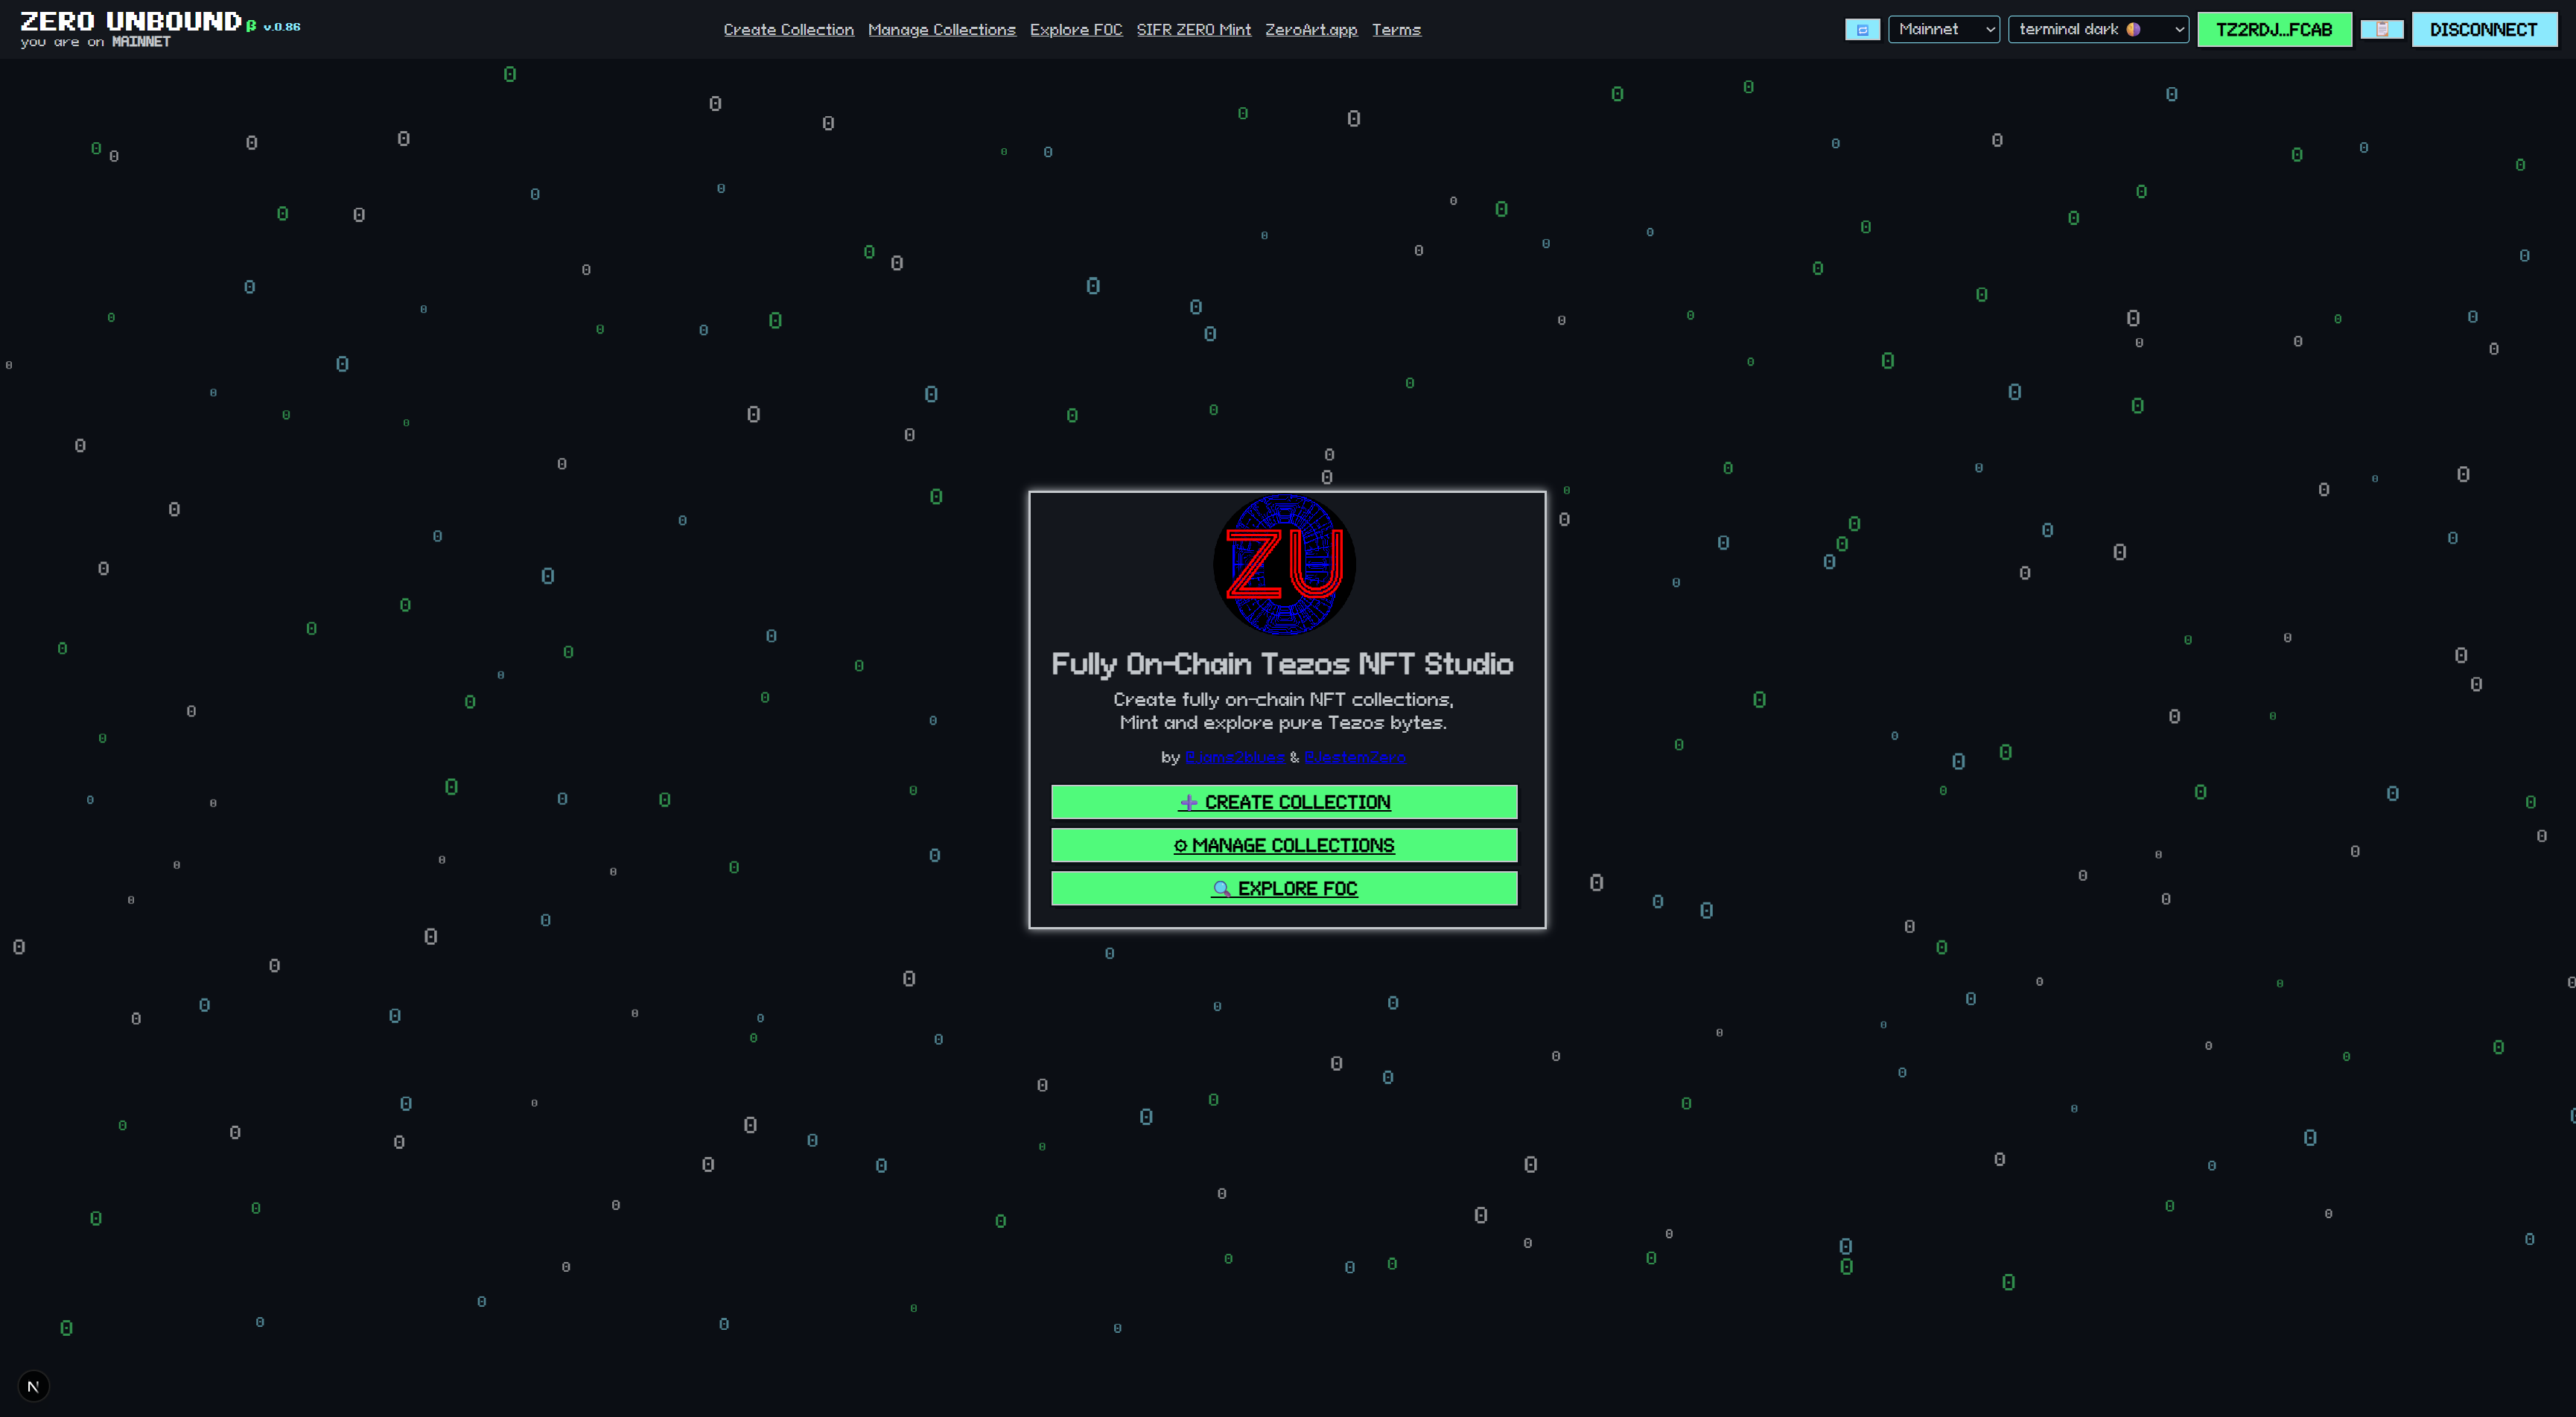 ZERO UNBOUND β v.0.86
you are on MAINNET
Create Collection Manage Collections Explore FOC SIFR ZERO Mint ZeroArt.app Terms
Mainnet
terminal dark
TZ2RDJ…FCAB
DISCONNECT
ZU
Fully On-Chain Tezos NFT Studio
Create fully on-chain NFT collections,
Mint and explore pure Tezos bytes.
by @Jams2blues & @JestemZero
CREATE COLLECTION
MANAGE COLLECTIONS
EXPLORE FOC
N